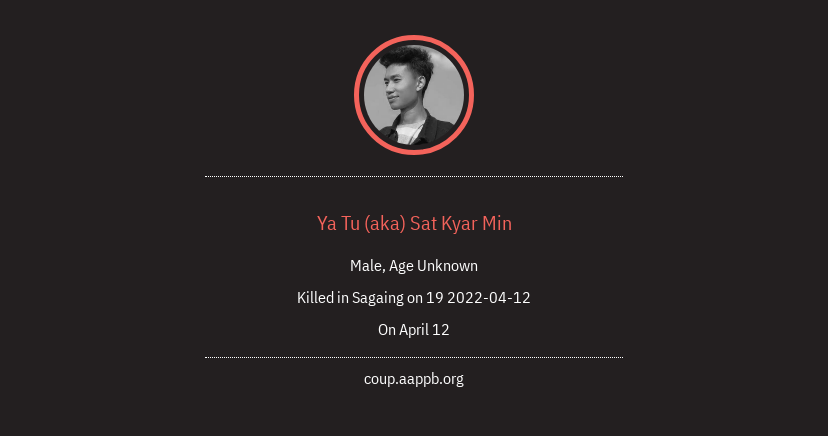 Ya Tu (aka) Sat Kyar Min
Male, Age Unknown
Killed in Sagaing on 19 2022-04-12
On April 12
coup.aappb.org